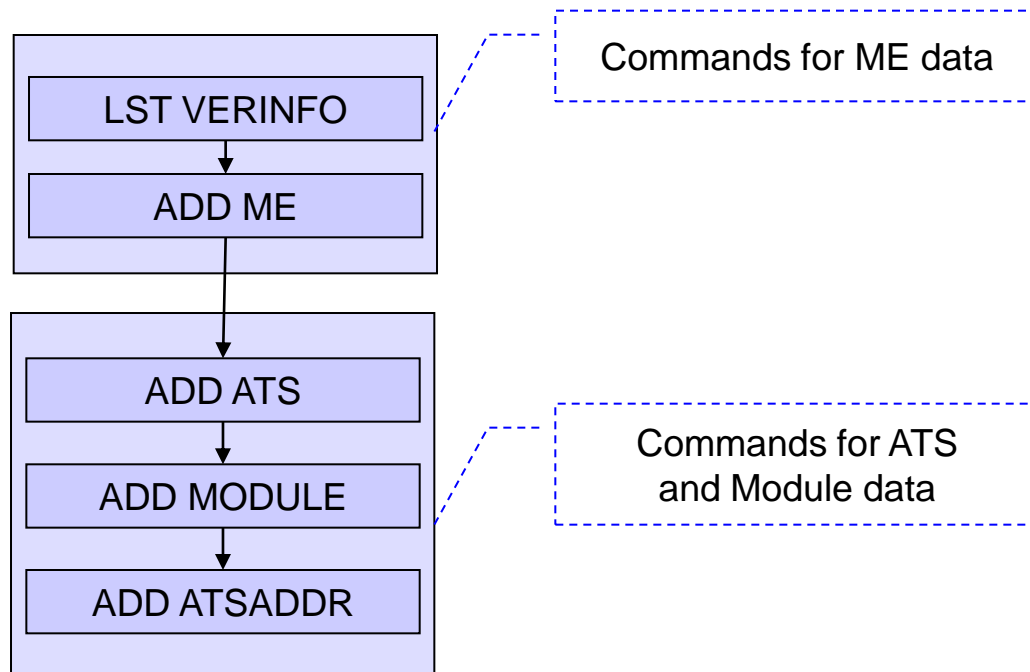 Commands for ME data
LST VERINFO
ADD ME
ADD ATS
Commands for ATS
and Module data
ADD MODULE
ADD ATSADDR